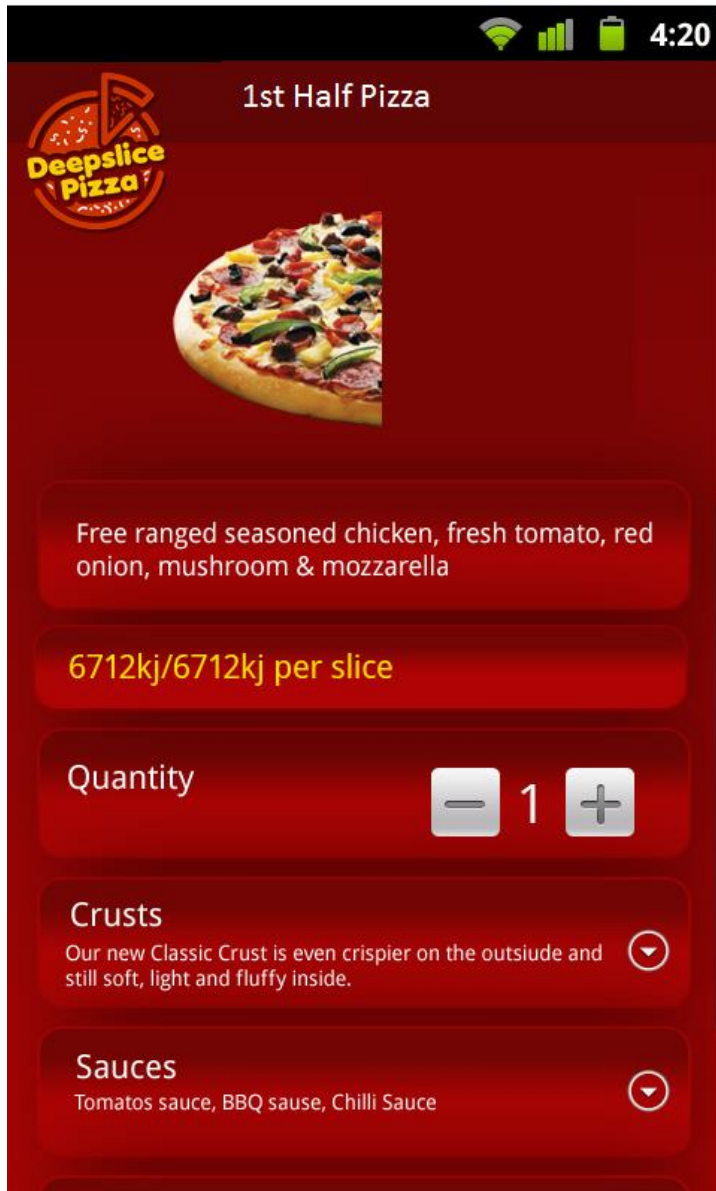 4:20
1st Half Pizza
Deepslice
Pizza
Free ranged seasoned chicken, fresh tomato, red
onion, mushroom & mozzarella
6712kj/6712kj per slice
Quantity
1
Crusts
Our new Classic Crust is even crispier on the outsiude and
still soft, light and fluffy inside.
Sauces
Tomatos sauce, BBQ sause, Chilli Sauce